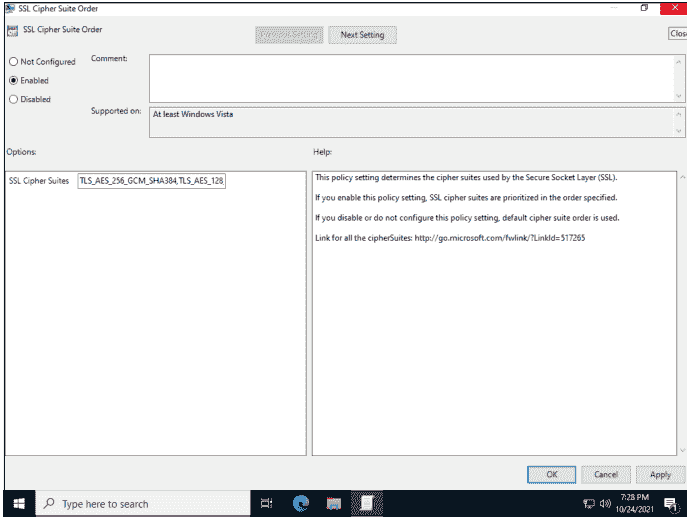 SSL Cipher Suite Order
SSL Cipher Suite Order
Previous Setting
Next Setting
Clos
Not Configured
Comment:
Enabled
Disabled
Supported on:
At least Windows Vista
Options:
Help:
SSL Cipher Suites
TLS_AES_256_GCM_SHA384,TLS_AES_128_
This policy setting determines the cipher suites used by the Secure Socket Layer (SSL).
If you enable this policy setting, SSL cipher suites are prioritized in the order specified.
If you disable or do not configure this policy setting, default cipher suite order is used.
Link for all the cipherSuites: http://go.microsoft.com/fwlink/?LinkId=517265
OK
Cancel
Apply
Type here to search
7:28 PM
10/24/2021
1